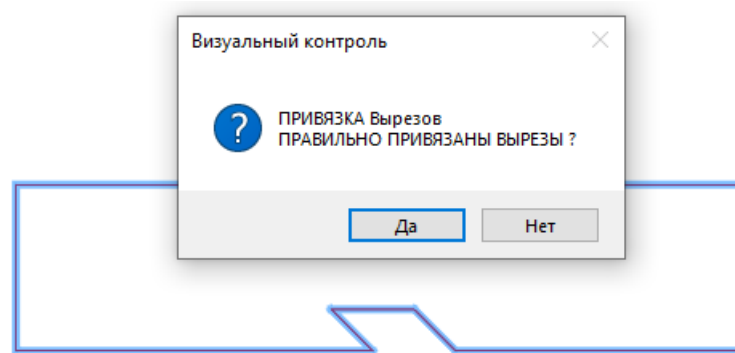 Визуальный контроль
ПРИВЯЗКА Вырезов
ПРАВИЛЬНО ПРИВЯЗАНЫ ВЫРЕЗЫ ?
Да
Нет